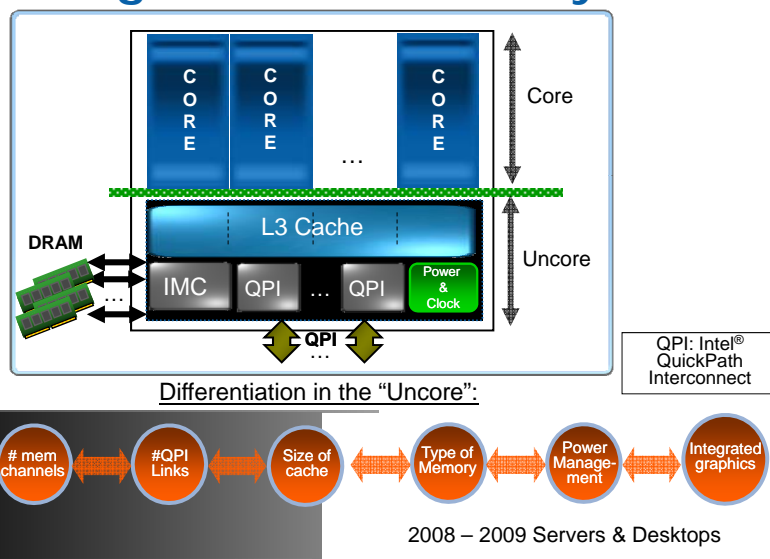 C
O
R
E
C
O
R
E
C
O
R
E
...
Core
L3 Cache
Uncore
DRAM
...
IMC
QPI
...
QPI
Power
&
Clock
QPI
...
QPI: Intel®
QuickPath
Interconnect
Differentiation in the “Uncore”:
# mem
channels
#QPI
Links
Size of
cache
Type of
Memory
Power
Manage-
ment
Integrated
graphics
2008 – 2009 Servers & Desktops